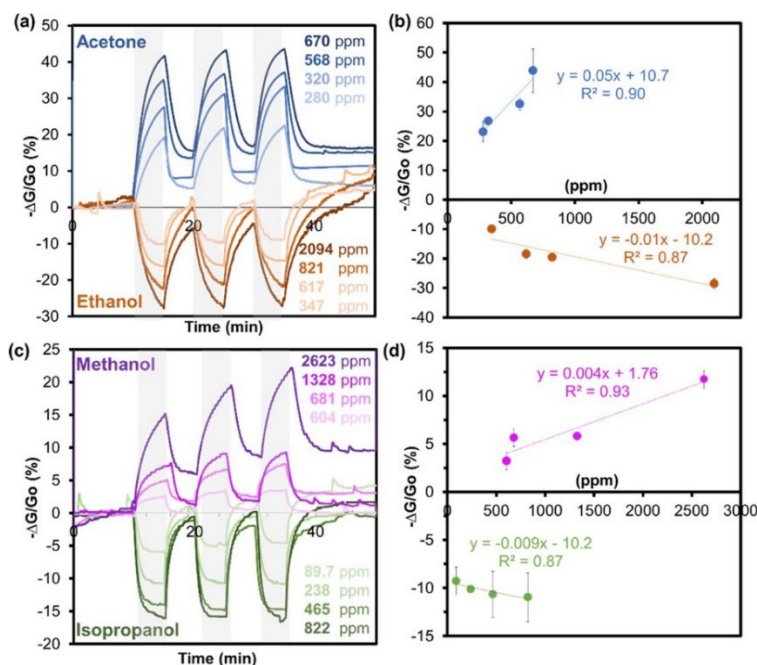 (a)
Acetone
670 ppm
568 ppm
320 ppm
280 ppm
50
40
30
20
10
0
-10
-20
-30
-ΔG/Go (%)
0
20
40
2094 ppm
821 ppm
617 ppm
347 ppm
Ethanol
Time (min)
(b)
60
50
40
30
20
10
0
-10
-20
-30
-40
-ΔG/Go (%)
y = 0.05x + 10.7
R² = 0.90
(ppm)
0
500
1000
1500
2000
y = -0.01x - 10.2
R² = 0.87
(c)
Methanol
2623 ppm
1328 ppm
681 ppm
604 ppm
25
20
15
10
5
0
-5
-10
-15
-20
-ΔG/Go (%)
0
20
40
89.7 ppm
238 ppm
465 ppm
822 ppm
Isopropanol
Time (min)
(d)
15
10
5
0
-5
-10
-15
-ΔG/Go (%)
y = 0.004x + 1.76
R² = 0.93
(ppm)
0
500
1000
1500
2000
2500
3000
y = -0.009x - 10.2
R² = 0.87